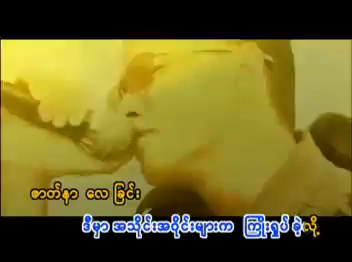 ဇာတ်နာ လေ ခြင်း
ဒီမှာ အသိုင်းအဝိုင်းများက ကြိုးရှုပ် ခဲ့လို့